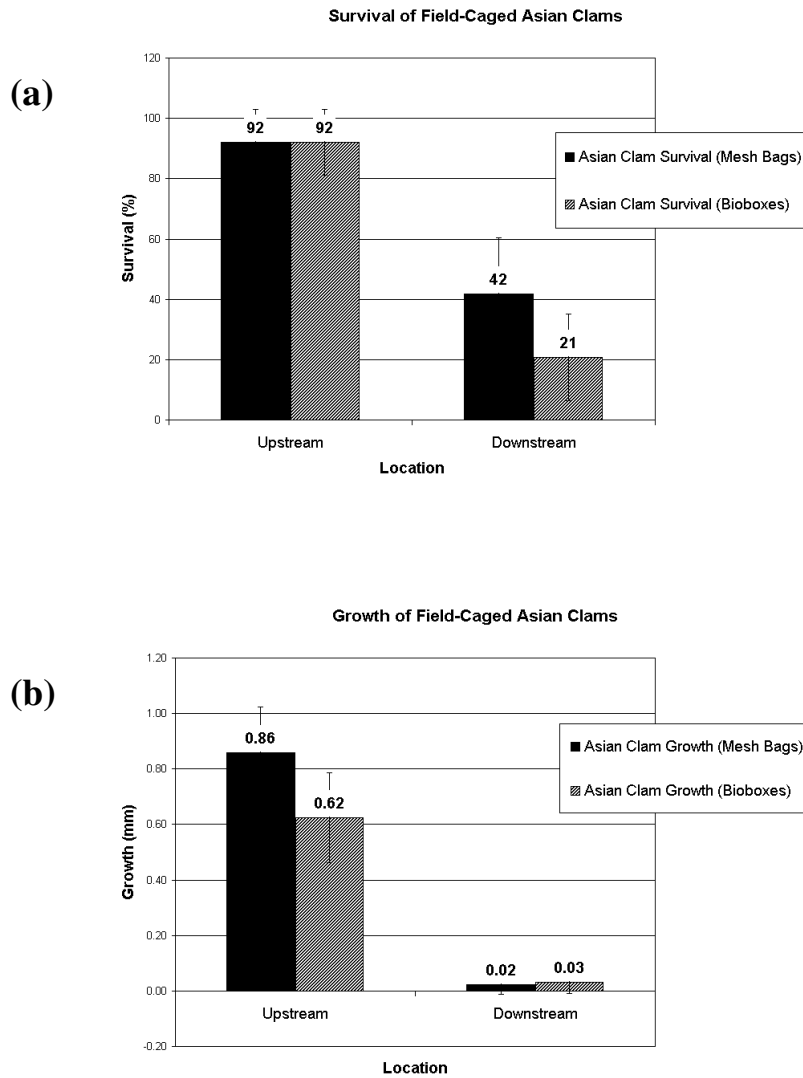 Survival of Field-Caged Asian Clams
(a)
120
100
80
60
40
20
0
Survival (%)
92
92
42
21
Asian Clam Survival (Mesh Bags)
Asian Clam Survival (Bioboxes)
Upstream
Downstream
Location
Growth of Field-Caged Asian Clams
(b)
1.20
1.00
0.80
0.60
0.40
0.20
0.00
-0.20
Growth (mm)
0.86
0.62
0.02
0.03
Asian Clam Growth (Mesh Bags)
Asian Clam Growth (Bioboxes)
Upstream
Downstream
Location